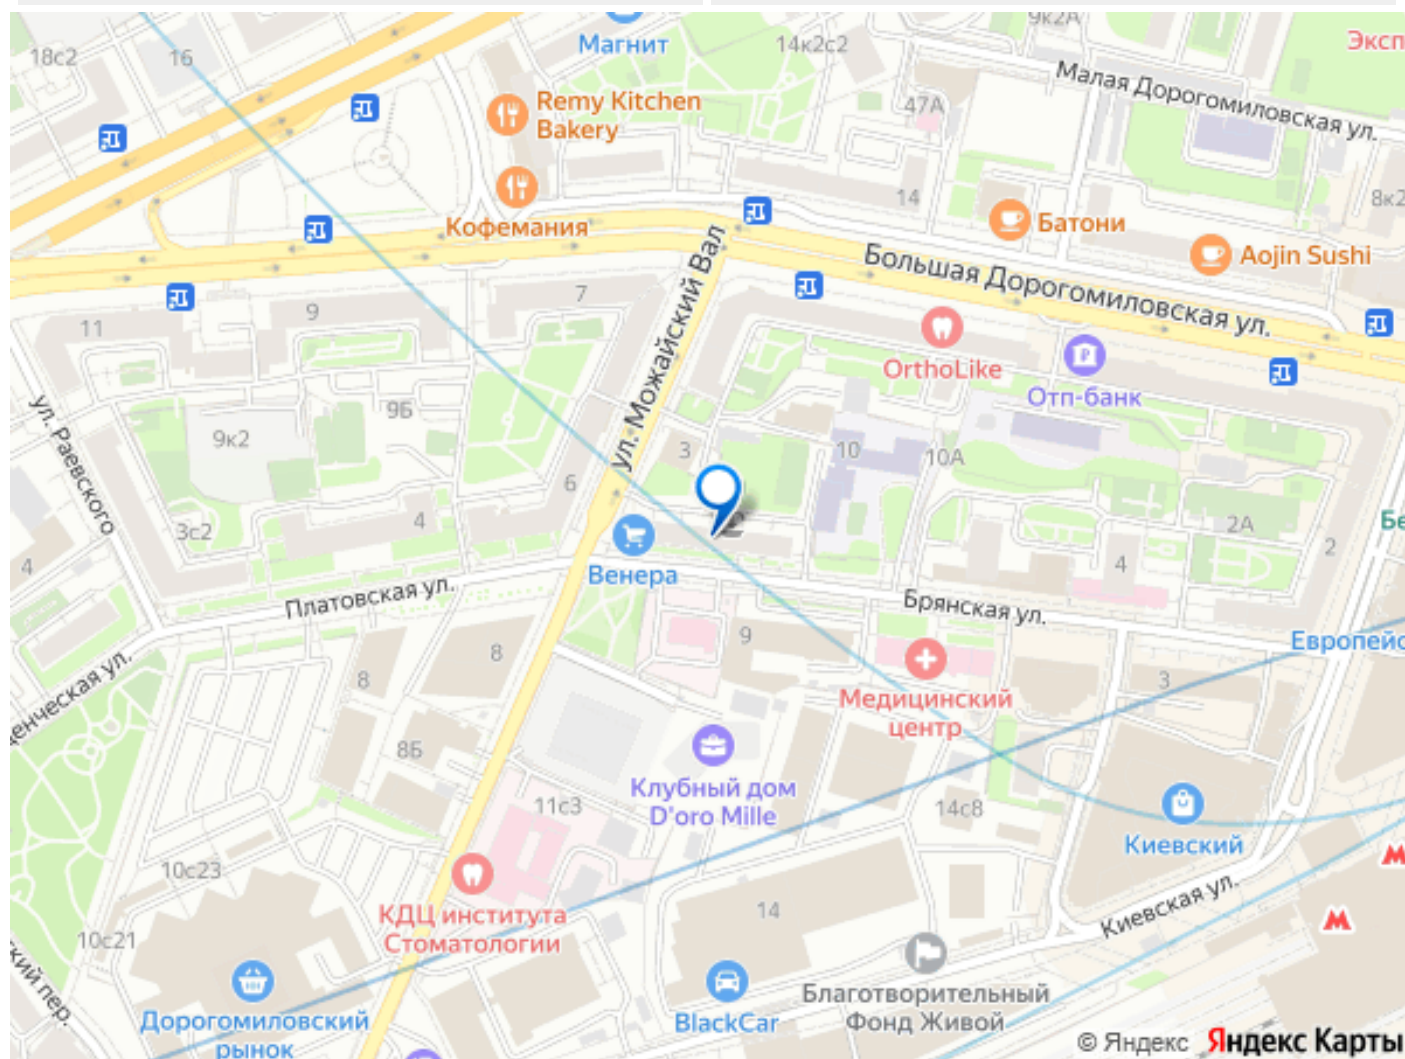 18с2
16
Магнит
14к2с2
9к2А
Эксп
Малая Дорогомиловская ул.
Remy Kitchen
Bakery
47А
14
8к2
Кофемания
Батони
Aojin Sushi
Большая Дорогомиловская ул.
ул. Можайский Вал
11
9
7
OrthoLike
Отп-банк
ул. Раевского
9Б
9к2
3
10
10А
6
3с2
4
2
2А
2
Бе
4
Венера
4
Платовская ул.
Брянская ул.
Европейс
9
8
8
3
денческая ул.
Медицинский
центр
8Б
Клубный дом
D'oro Mille
11с3
14с8
Киевский
10с23
КДЦ института
Стоматологии
14
Киевская ул.
10с21
ский пер.
Дорогомиловский
рынок
BlackCar
Благотворительный
Фонд Живой
© Яндекс Яндекс Карты